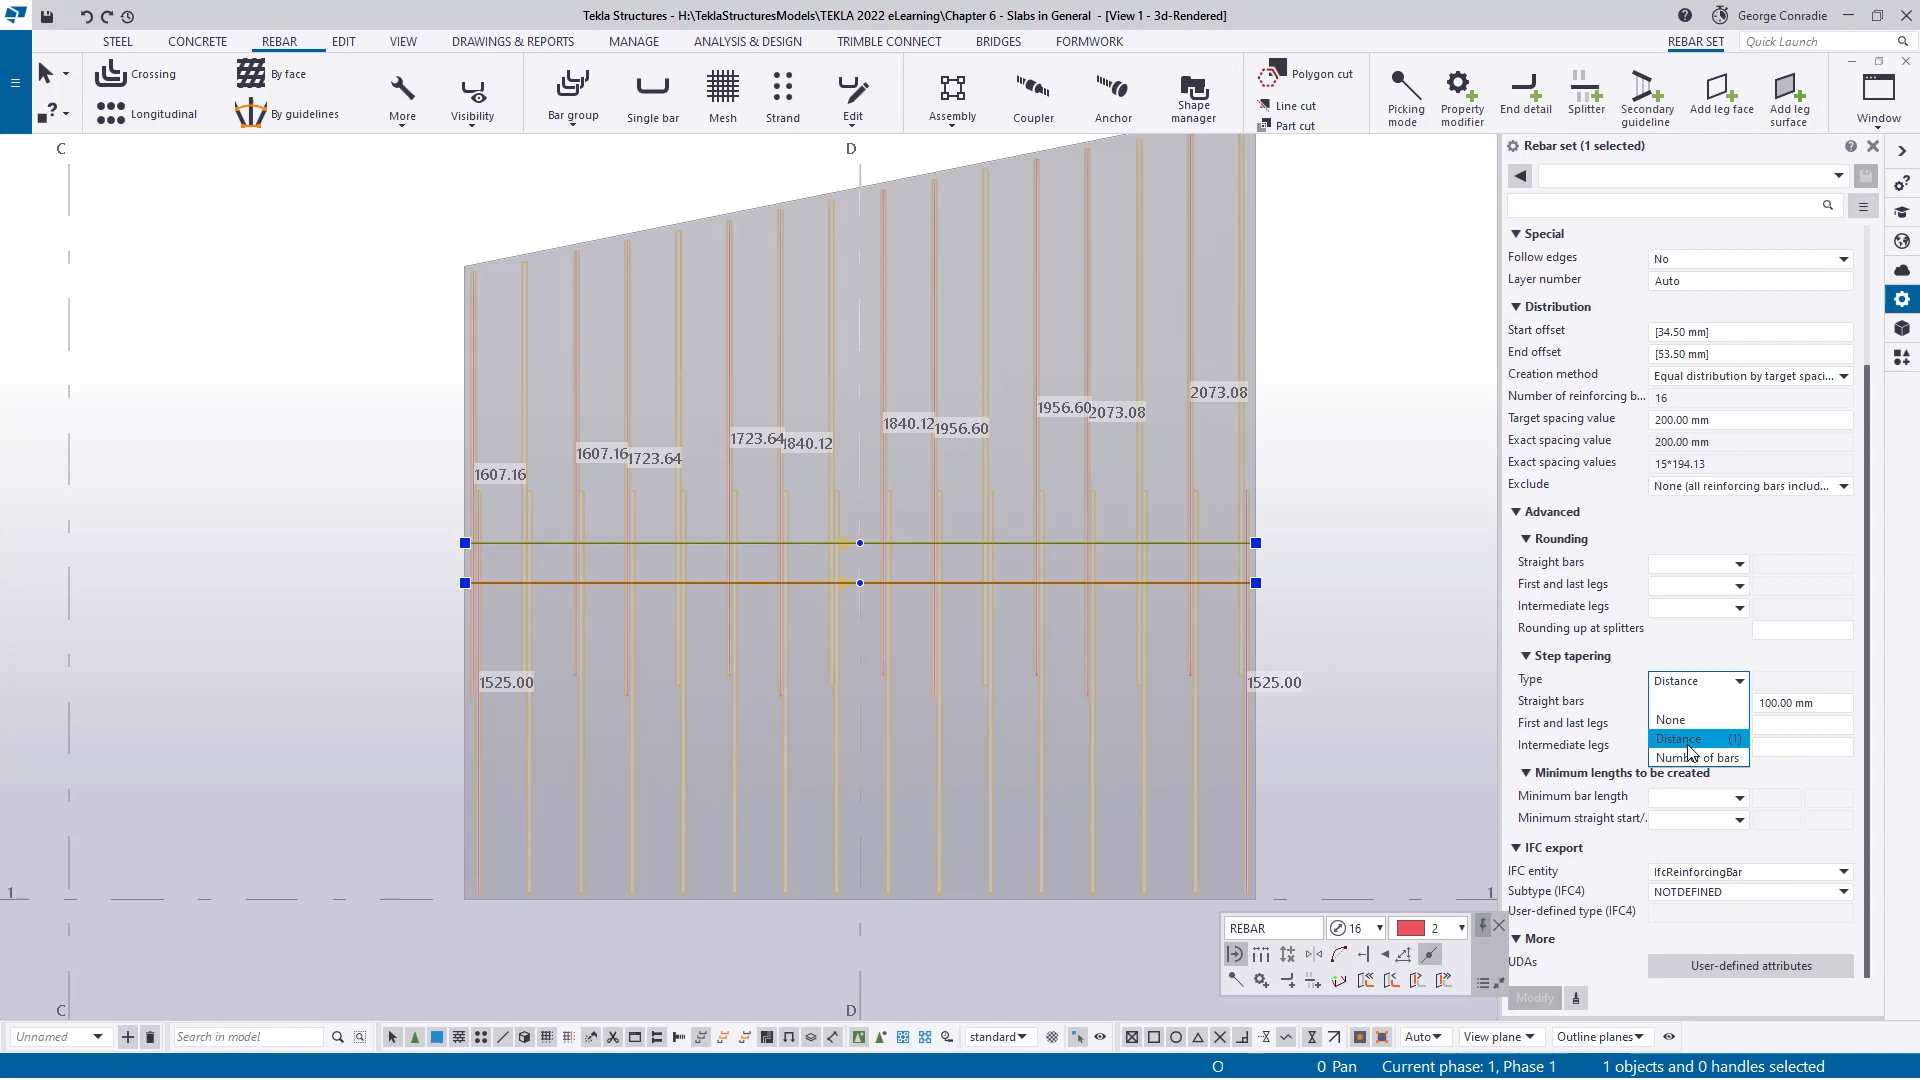 Tekla Structures - H:\TeklaStructuresModels\TEKLA 2022 eLearning\Chapter 6 - Slabs in General - [View 1 - 3d-Rendered]
George Conradie
STEEL CONCRETE REBAR EDIT VIEW DRAWINGS & REPORTS MANAGE ANALYSIS & DESIGN TRIMBLE CONNECT BRIDGES FORMWORK REBAR SET Quick Launch
Crossing
By face
Longitudinal
By guidelines
More
Visibility
Bar group
Single bar
Mesh
Strand
Edit
Assembly
Coupler
Anchor
Shape
manager
Polygon cut
Line cut
Part cut
Picking
mode
Property
modifier
End detail
Splitter
Secondary
guideline
Add leg face
Add leg
surface
Window
C
D
2073.08
1956.60
2073.08
1840.12
1956.60
1723.64
1840.12
1607.16
1723.64
1607.16
1525.00
1525.00
1
1
C
D
Rebar set (1 selected)
Special
Follow edges No
Layer number Auto
Distribution
Start offset [34.50 mm]
End offset [53.50 mm]
Creation method Equal distribution by target spaci...
Number of reinforcing b... 16
Target spacing value 200.00 mm
Exact spacing value 200.00 mm
Exact spacing values 15*194.13
Exclude None (all reinforcing bars includ...
Advanced
Rounding
Straight bars
First and last legs
Intermediate legs
Rounding up at splitters
Step tapering
Type Distance
Straight bars 100.00 mm
None
First and last legs
Distance (1)
Intermediate legs
Number of bars
Minimum lengths to be created
Minimum bar length
Minimum straight start/.
IFC export
IFC entity IfcReinforcingBar
Subtype (IFC4) NOTDEFINED
User-defined type (IFC4)
More
UDAs User-defined attributes
Modify
REBAR 16 2
Unnamed Search in model standard Auto View plane Outline planes
O 0 Pan Current phase: 1, Phase 1 1 objects and 0 handles selected